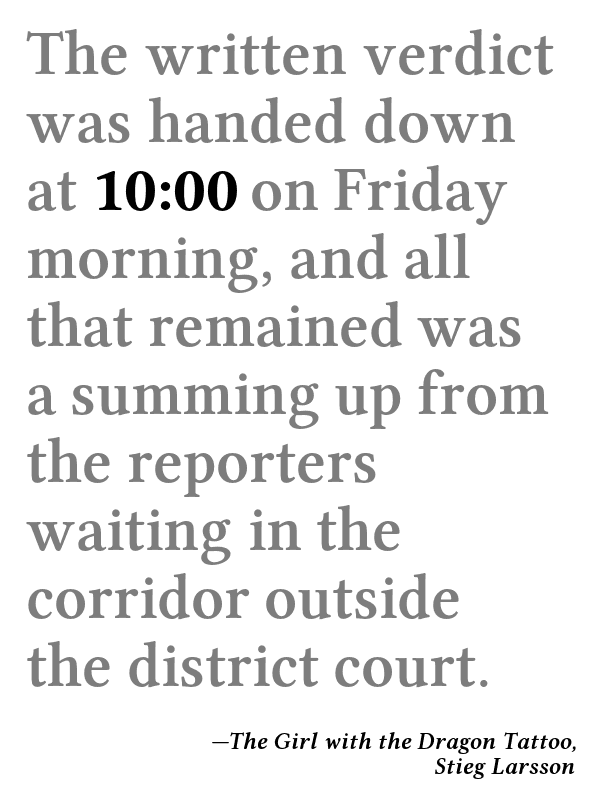 The written verdict
was handed down
at 10:00 on Friday
morning, and all
that remained was
a summing up from
the reporters
waiting in the
corridor outside
the district court.
—The Girl with the Dragon Tattoo,
Stieg Larsson